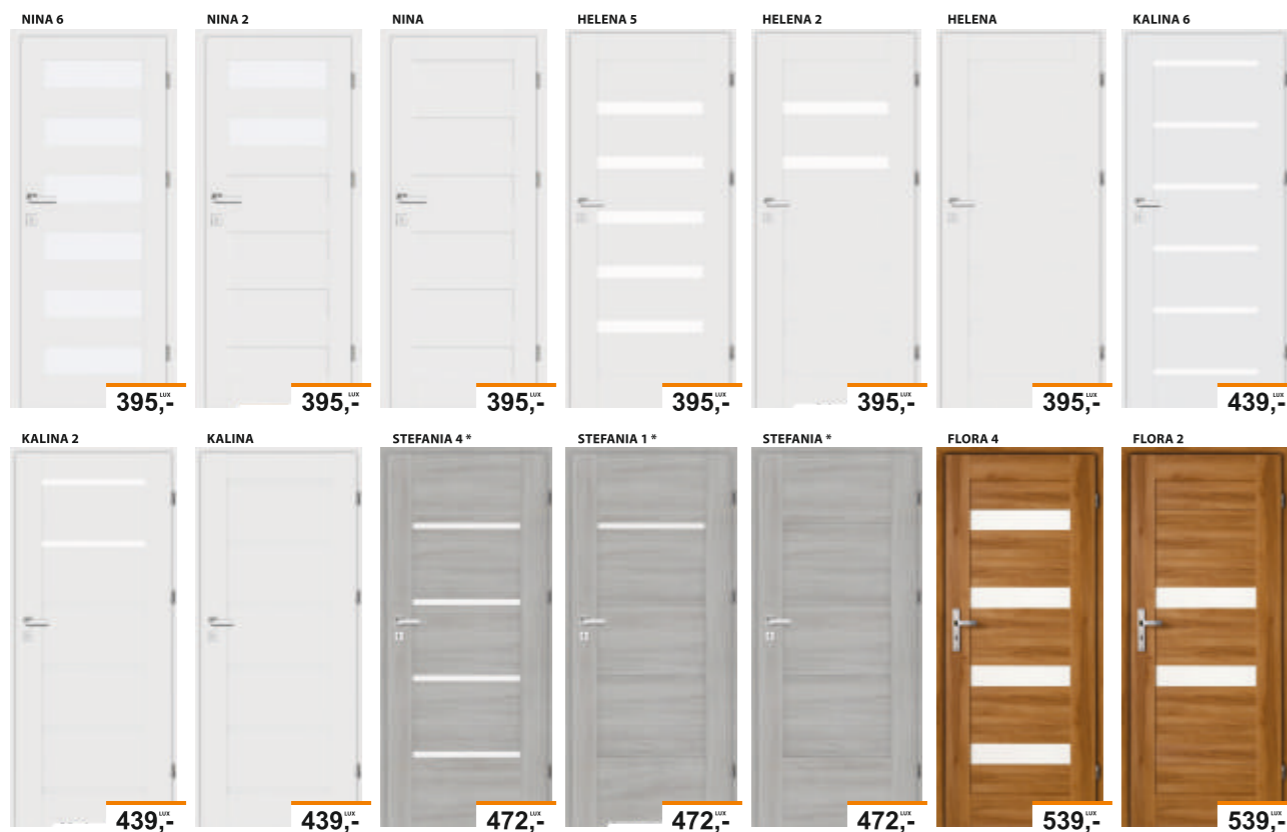 NINA 6 NINA 2 NINA HELENA 5 HELENA 2 HELENA KALINA 6
395,- LUX 395,- LUX 395,- LUX 395,- LUX 395,- LUX 395,- LUX 439,- LUX
KALINA 2 KALINA STEFANIA 4 * STEFANIA 1 * STEFANIA * FLORA 4 FLORA 2
439,- LUX 439,- LUX 472,- LUX 472,- LUX 472,- LUX 539,- LUX 539,- LUX